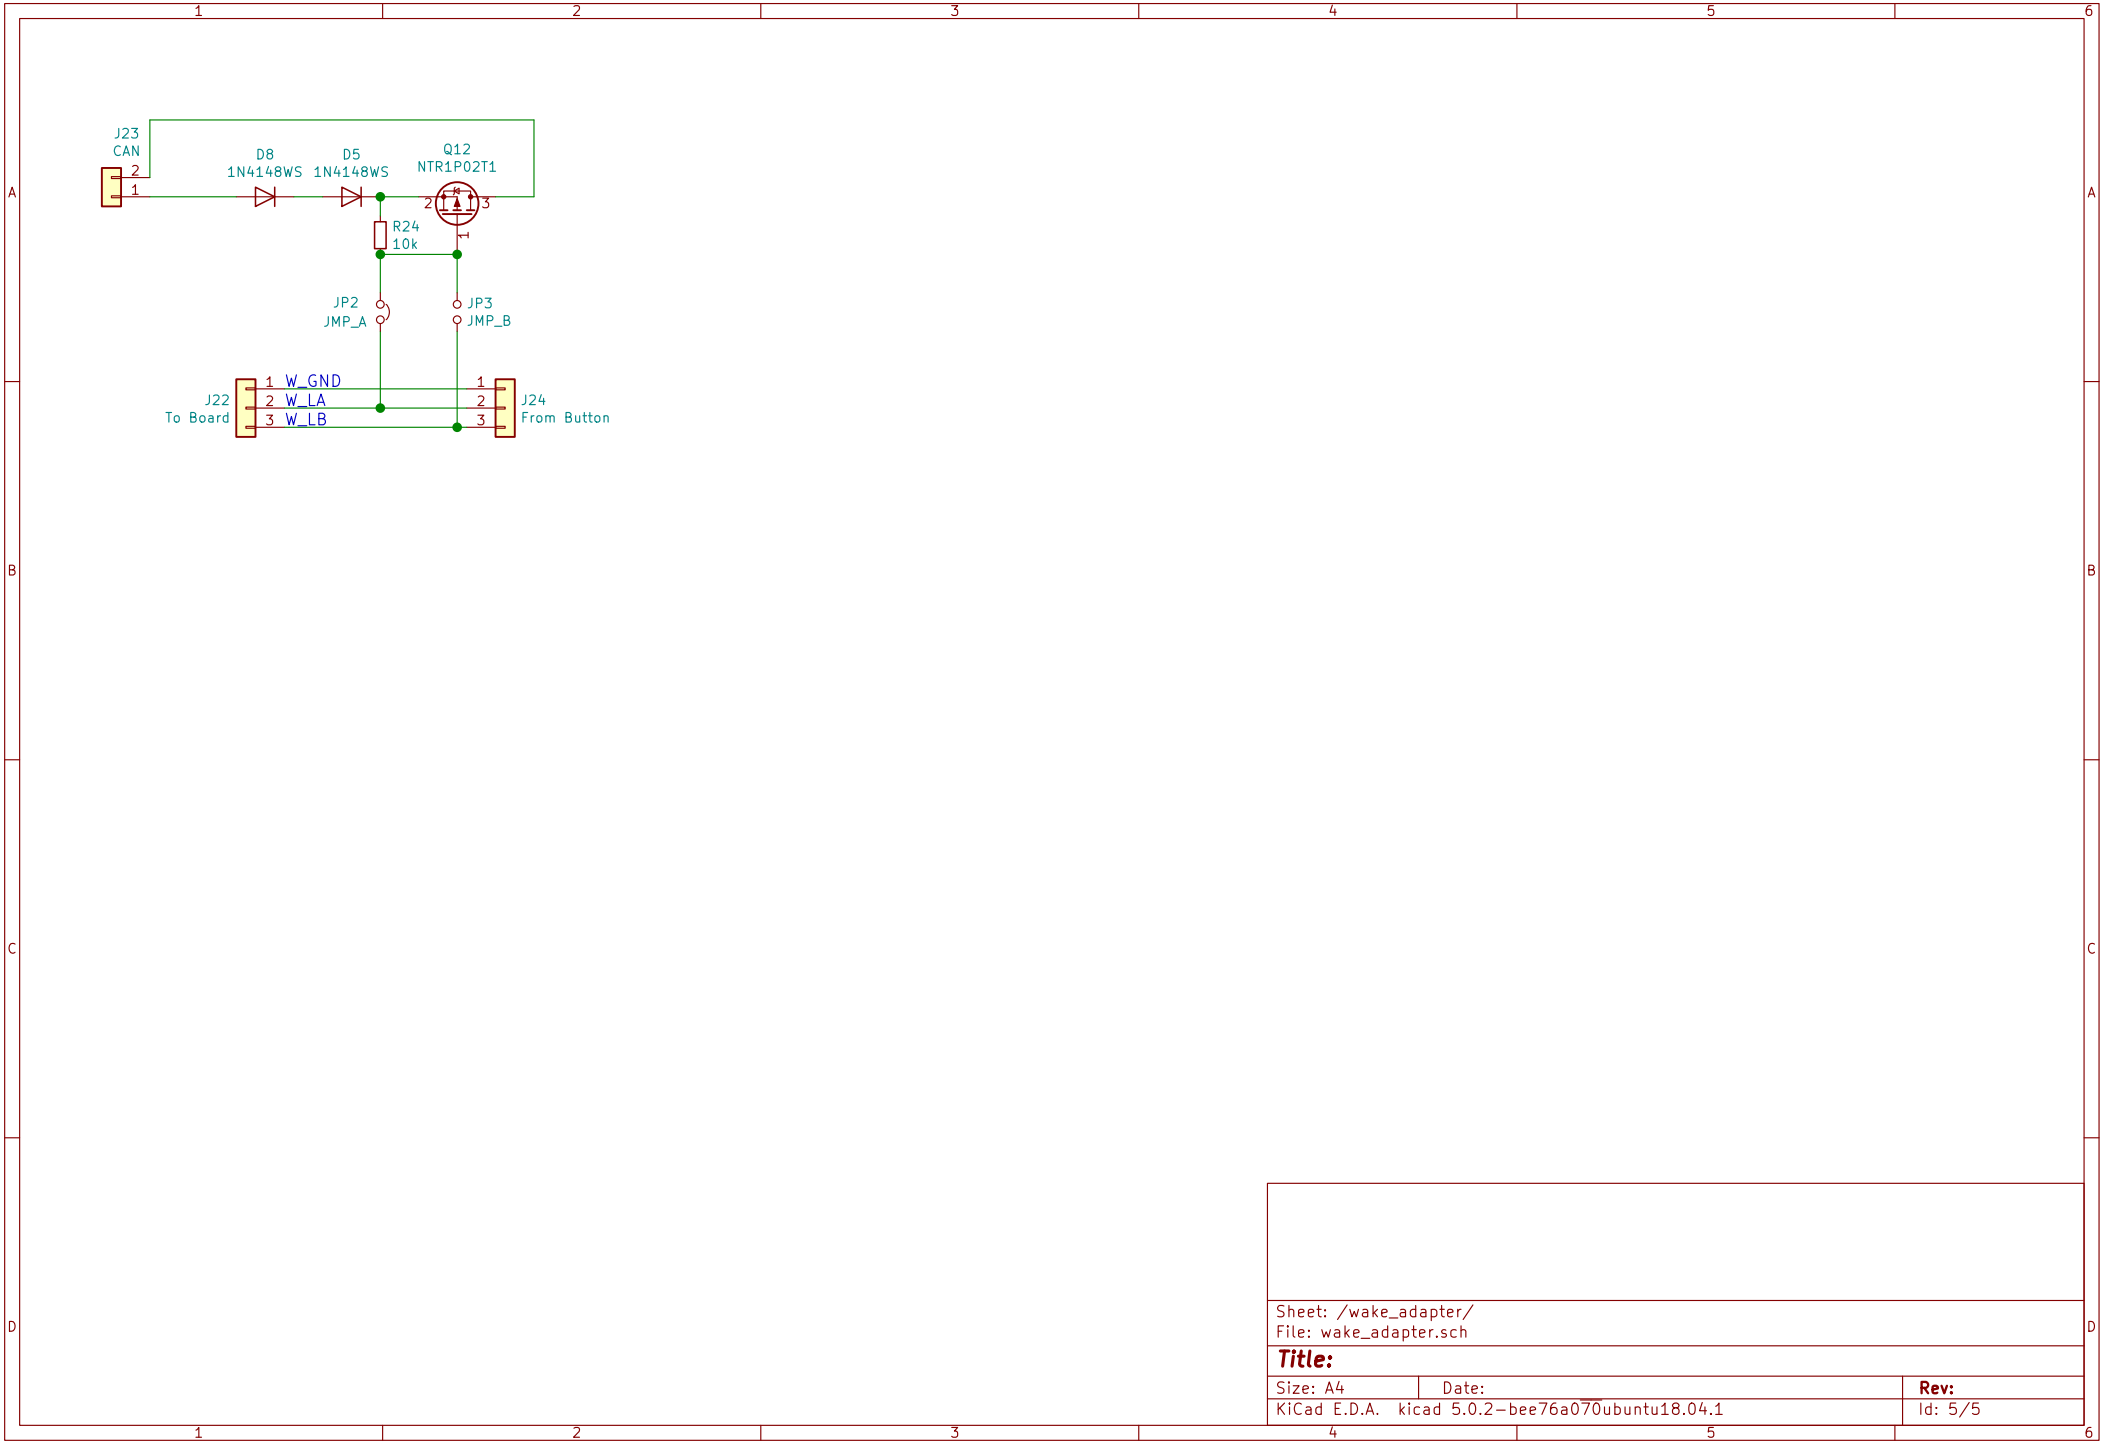 1 2 3 4 5 6
A A
B B
C C
D D
J23
CAN
2
1
D8
1N4148WS
D5
1N4148WS
Q12
NTR1P02T1
2 3
1
R24
10k
JP2
JMP_A
JP3
JMP_B
J22
To Board
1 W_GND 1
2 W_LA 2
3 W_LB 3
J24
From Button
Sheet: /wake_adapter/
File: wake_adapter.sch
Title:
Size: A4 Date: Rev:
KiCad E.D.A. kicad 5.0.2-bee76a070ubuntu18.04.1 Id: 5/5
1 2 3 4 5 6